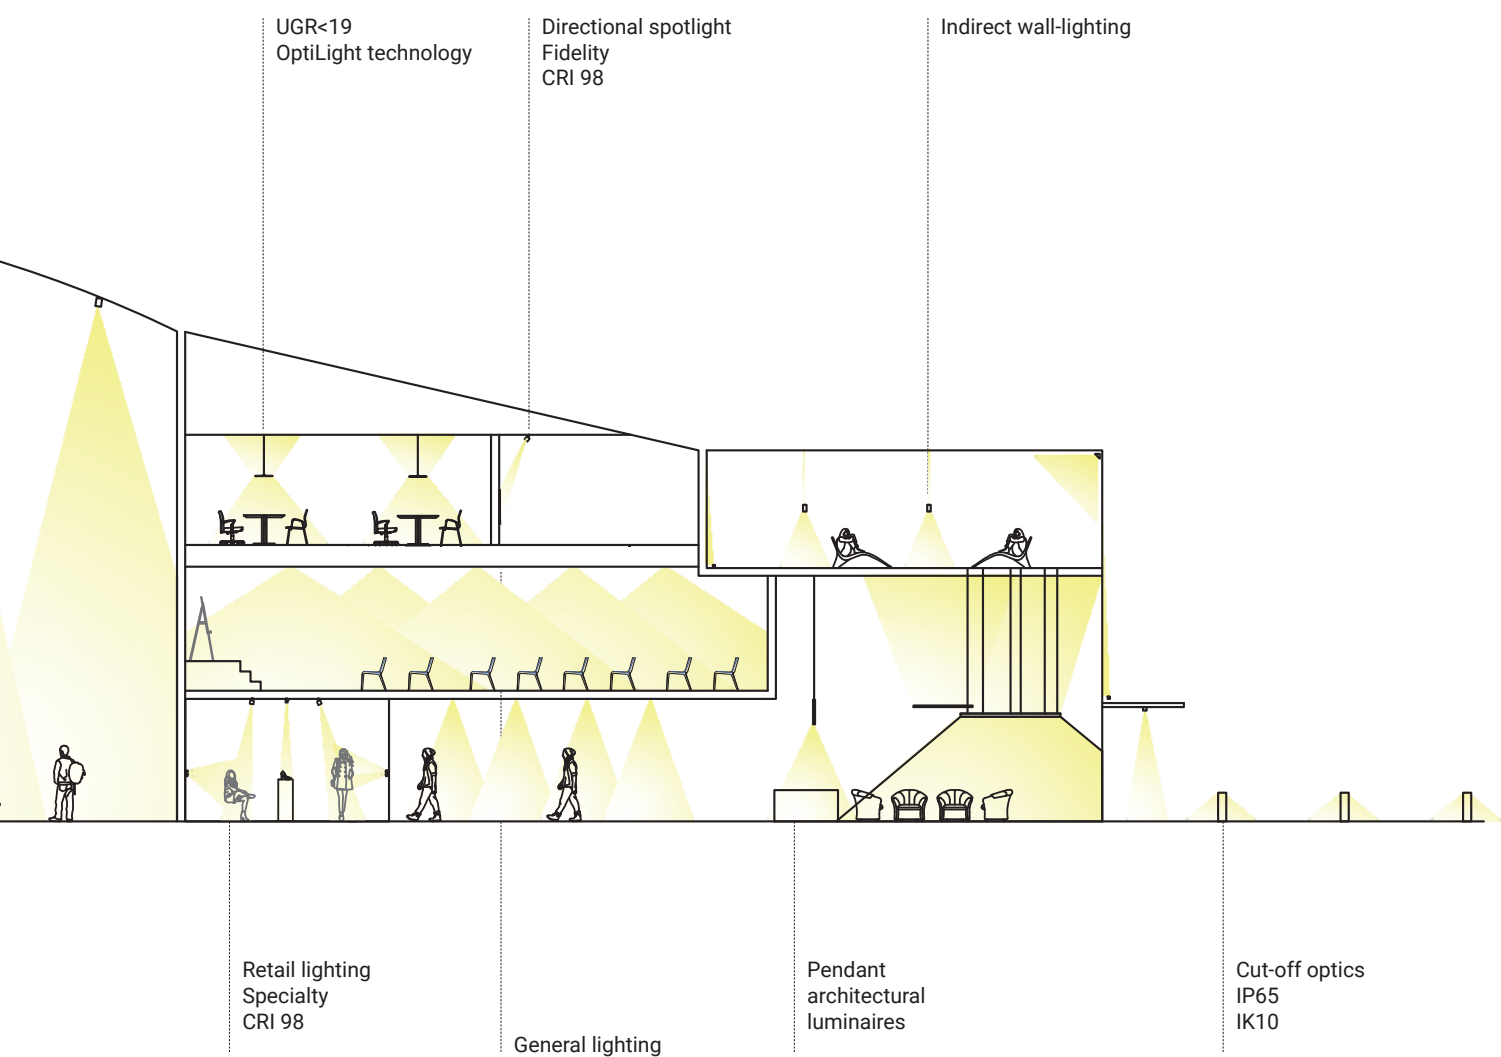 UGR<19
OptiLight technology
Directional spotlight
Fidelity
CRI 98
Indirect wall-lighting
Retail lighting
Specialty
CRI 98
General lighting
Pendant
architectural
luminaires
Cut-off optics
IP65
IK10